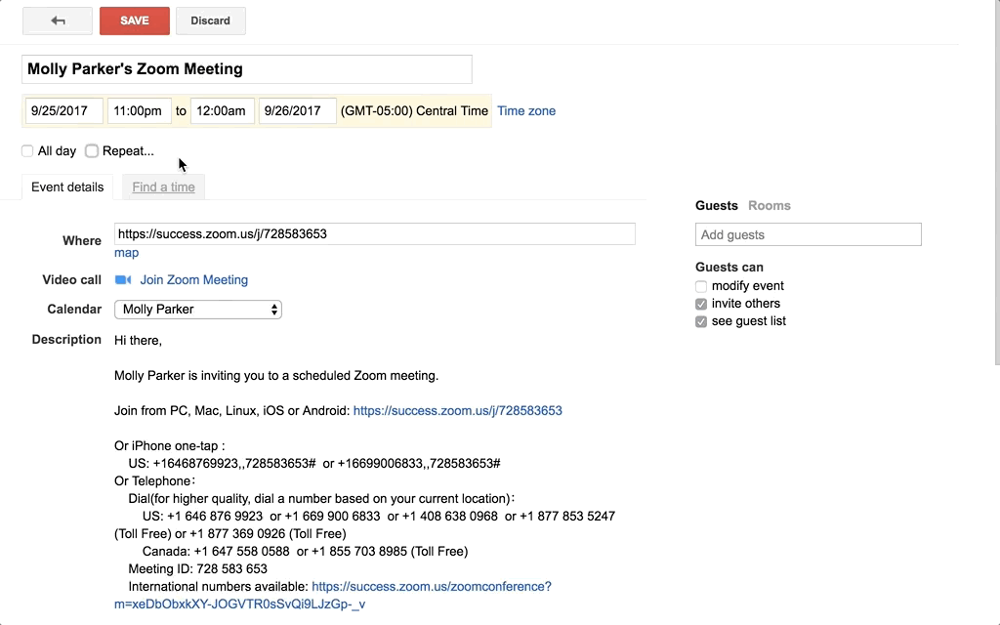 SAVE Discard
Molly Parker's Zoom Meeting
9/25/2017 11:00pm to 12:00am 9/26/2017 (GMT-05:00) Central Time Time zone
All day Repeat...
Event details Find a time
Guests Rooms
Where https://success.zoom.us/j/728583653
Add guests
map
Guests can
Video call Join Zoom Meeting
modify event
invite others
Calendar Molly Parker
see guest list
Description Hi there,
Molly Parker is inviting you to a scheduled Zoom meeting.
Join from PC, Mac, Linux, iOS or Android: https://success.zoom.us/j/728583653
Or iPhone one-tap :
US: +16468769923,,728583653# or +16699006833,,728583653#
Or Telephone:
Dial(for higher quality, dial a number based on your current location):
US: +1 646 876 9923 or +1 669 900 6833 or +1 408 638 0968 or +1 877 853 5247
(Toll Free) or +1 877 369 0926 (Toll Free)
Canada: +1 647 558 0588 or +1 855 703 8985 (Toll Free)
Meeting ID: 728 583 653
International numbers available: https://success.zoom.us/zoomconference?
m=xeDbObxkXY-JOGVTR0sSvQi9LJzGp-_v